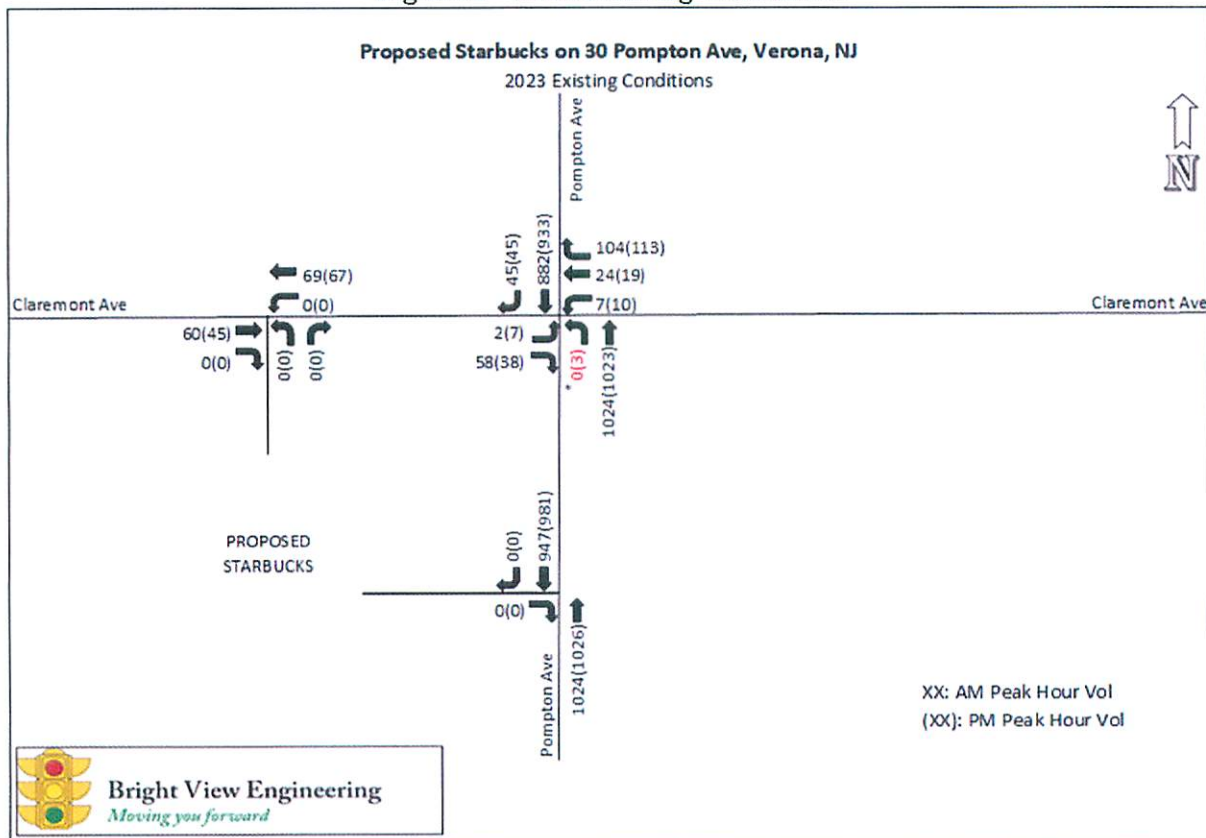 Proposed Starbucks on 30 Pompton Ave, Verona, NJ
2023 Existing Conditions
Pompton Ave
N
45(45)
882(933)
104(113)
69(67)
24(19)
Claremont Ave
0(0)
7(10)
Claremont Ave
60(45)
2(7)
0(0)
0(0)
0(0)
58(38)
* 0(3)
1024(1023)
PROPOSED
STARBUCKS
0(0)
947(981)
0(0)
1024(1026)
Pompton Ave
XX: AM Peak Hour Vol
(XX): PM Peak Hour Vol
Bright View Engineering
Moving you forward